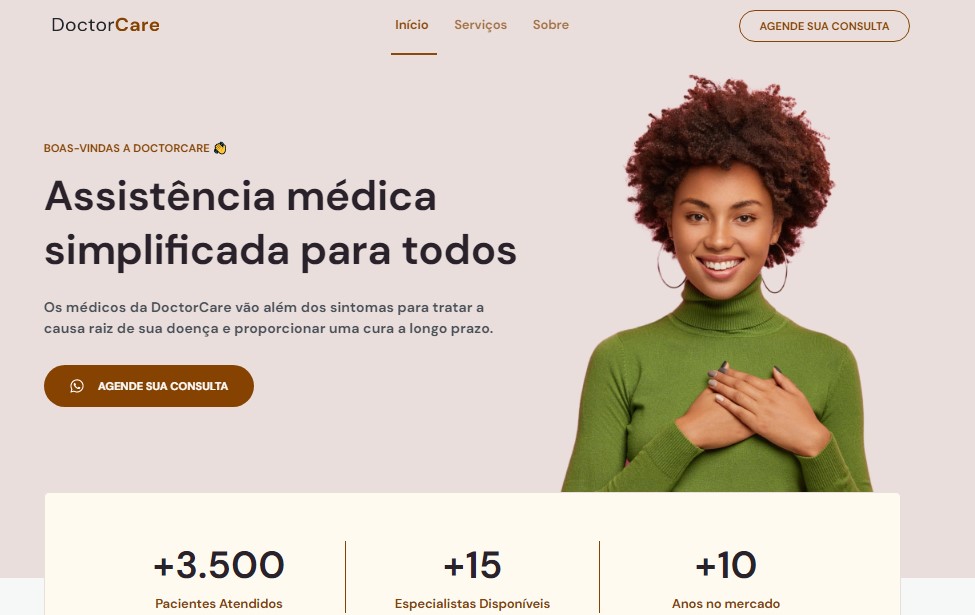 DoctorCare
Início
Serviços
Sobre
AGENDE SUA CONSULTA
BOAS-VINDAS A DOCTORCARE 👋
Assistência médica
simplificada para todos
Os médicos da DoctorCare vão além dos sintomas para tratar a
causa raiz de sua doença e proporcionar uma cura a longo prazo.
AGENDE SUA CONSULTA
+3.500
Pacientes Atendidos
+15
Especialistas Disponíveis
+10
Anos no mercado